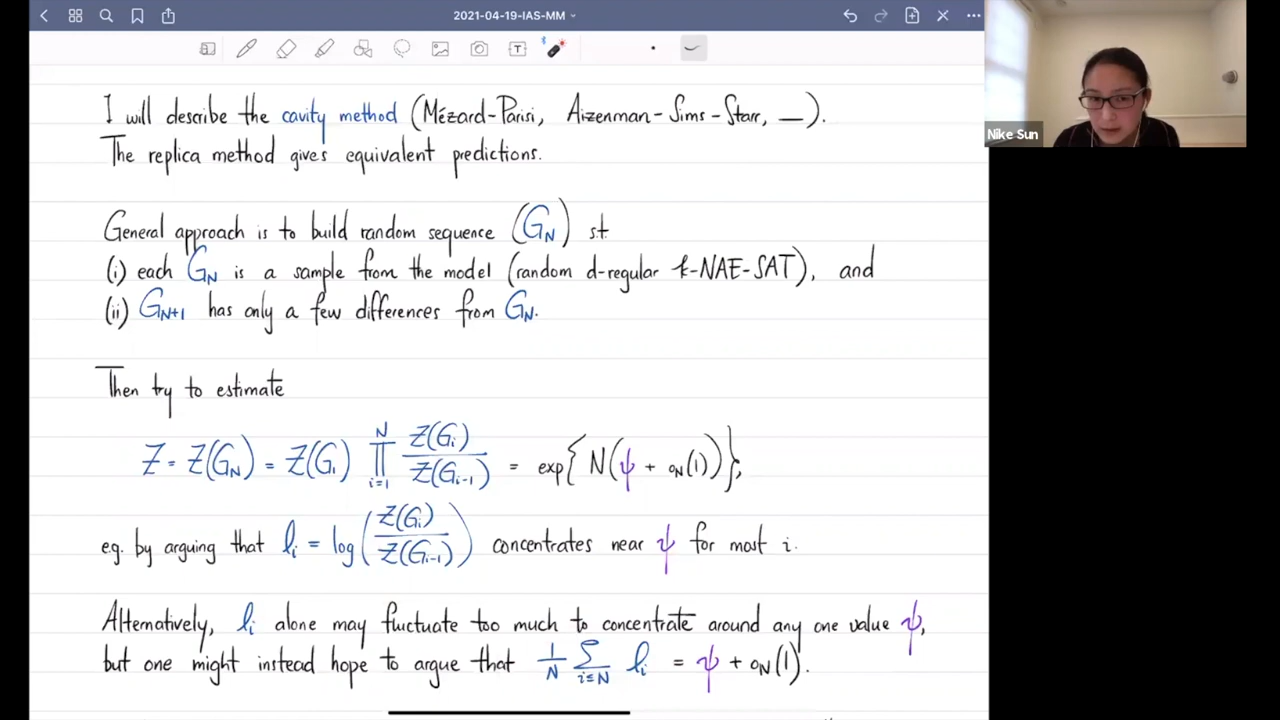 2021-04-19-IAS-MM
Nike Sun
I will describe the cavity method (Mézard-Parisi, Aizenman-Sims-Starr, __).
The replica method gives equivalent predictions.
General approach is to build random sequence (G_N) st.
(i) each G_N is a sample from the model (random d-regular k-NAE-SAT), and
(ii) G_{N+1} has only a few differences from G_N.
Then try to estimate
Z = Z(G_N) = Z(G_1) ∏_{i=1}^{N} Z(G_i)/Z(G_{i-1}) = exp{ N(ψ + o_N(1)) };
e.g. by arguing that l_i = log( Z(G_i)/Z(G_{i-1}) ) concentrates near ψ for most i.
Alternatively, l_i alone may fluctuate too much to concentrate around any one value ψ,
but one might instead hope to argue that 1/N ∑_{i≤N} l_i = ψ + o_N(1).